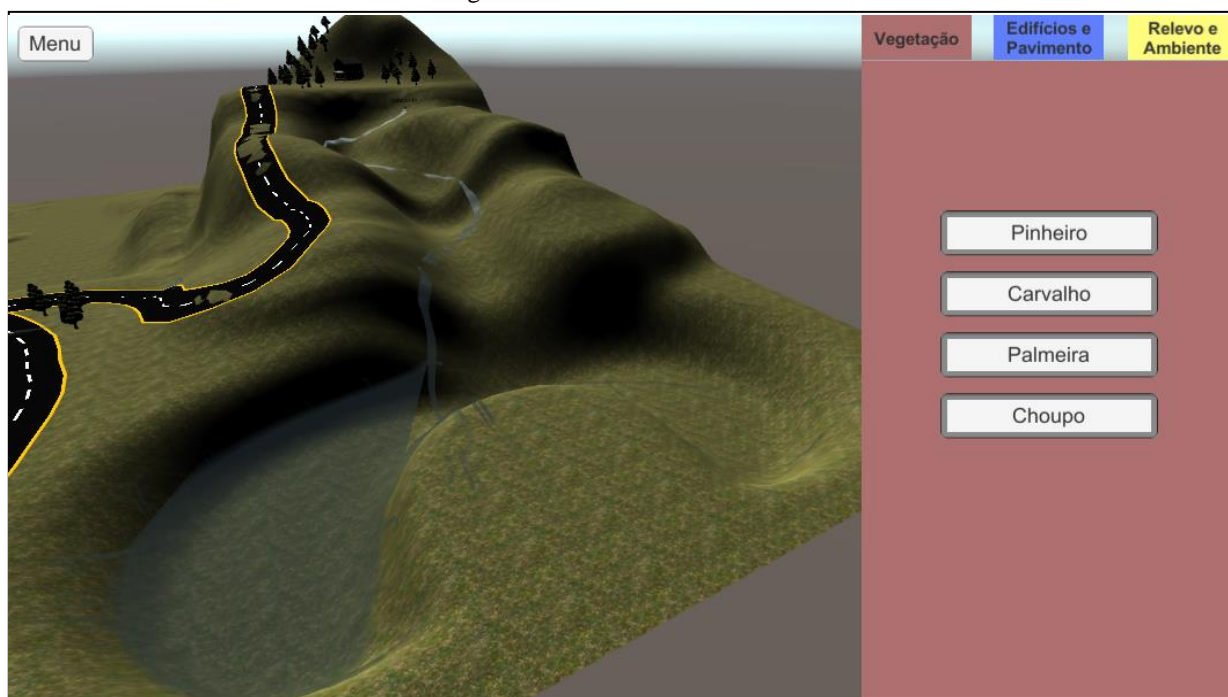 Menu
Vegetação
Edifícios e
Pavimento
Relevo e
Ambiente
Pinheiro
Carvalho
Palmeira
Choupo